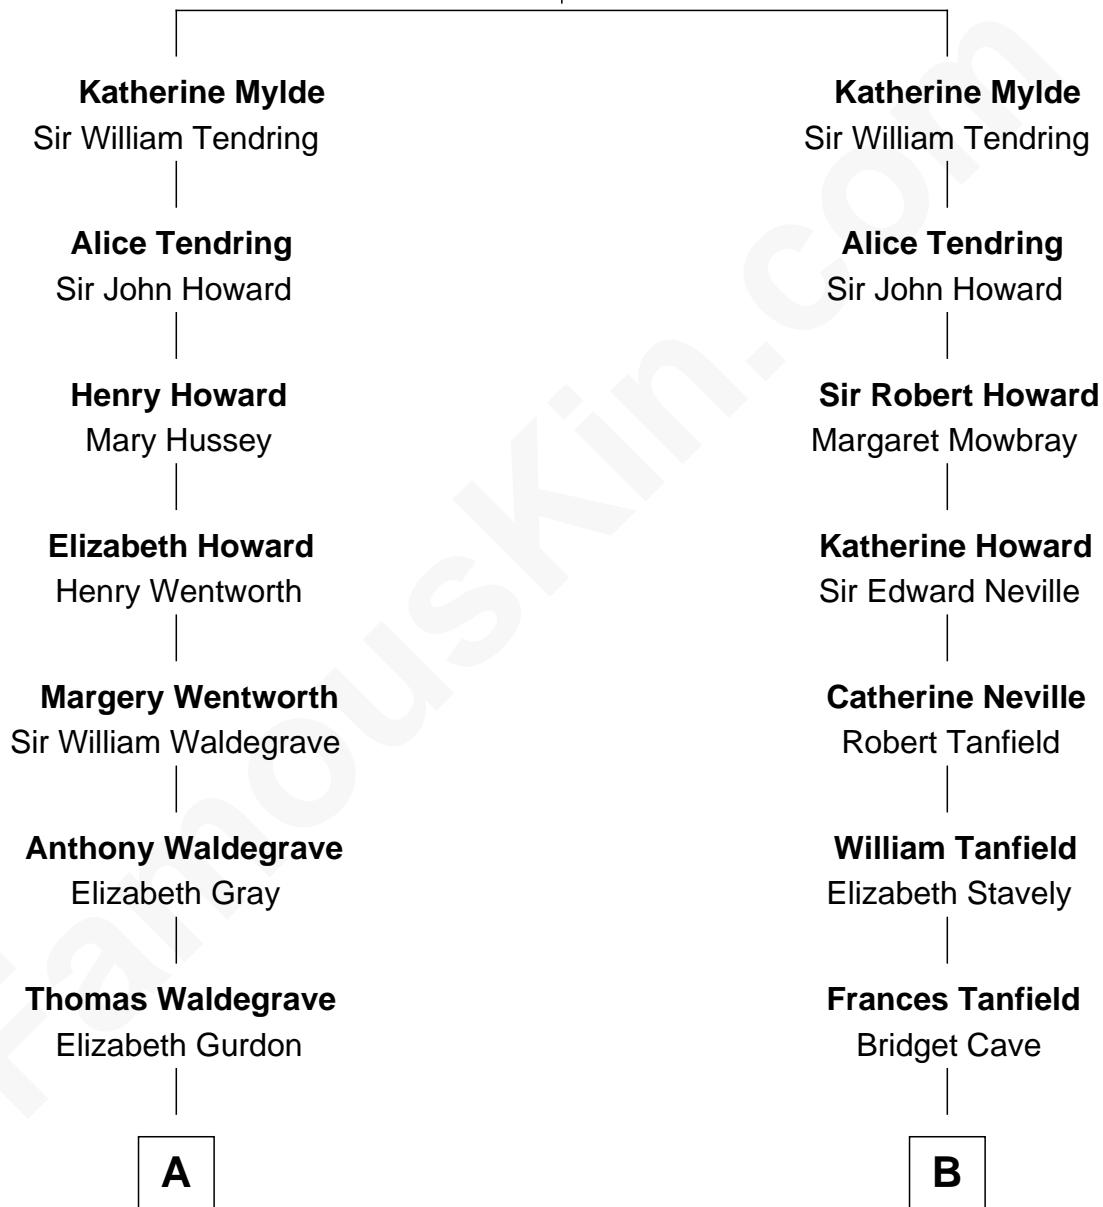 Katherine Mylde
Sir William Tendring
Alice Tendring
Sir John Howard
Henry Howard
Mary Hussey
Elizabeth Howard
Henry Wentworth
Margery Wentworth
Sir William Waldegrave
Anthony Waldegrave
Elizabeth Gray
Thomas Waldegrave
Elizabeth Gurdon
A
Katherine Mylde
Sir William Tendring
Alice Tendring
Sir John Howard
Sir Robert Howard
Margaret Mowbray
Katherine Howard
Sir Edward Neville
Catherine Neville
Robert Tanfield
William Tanfield
Elizabeth Stavely
Frances Tanfield
Bridget Cave
B
FamousKin.com